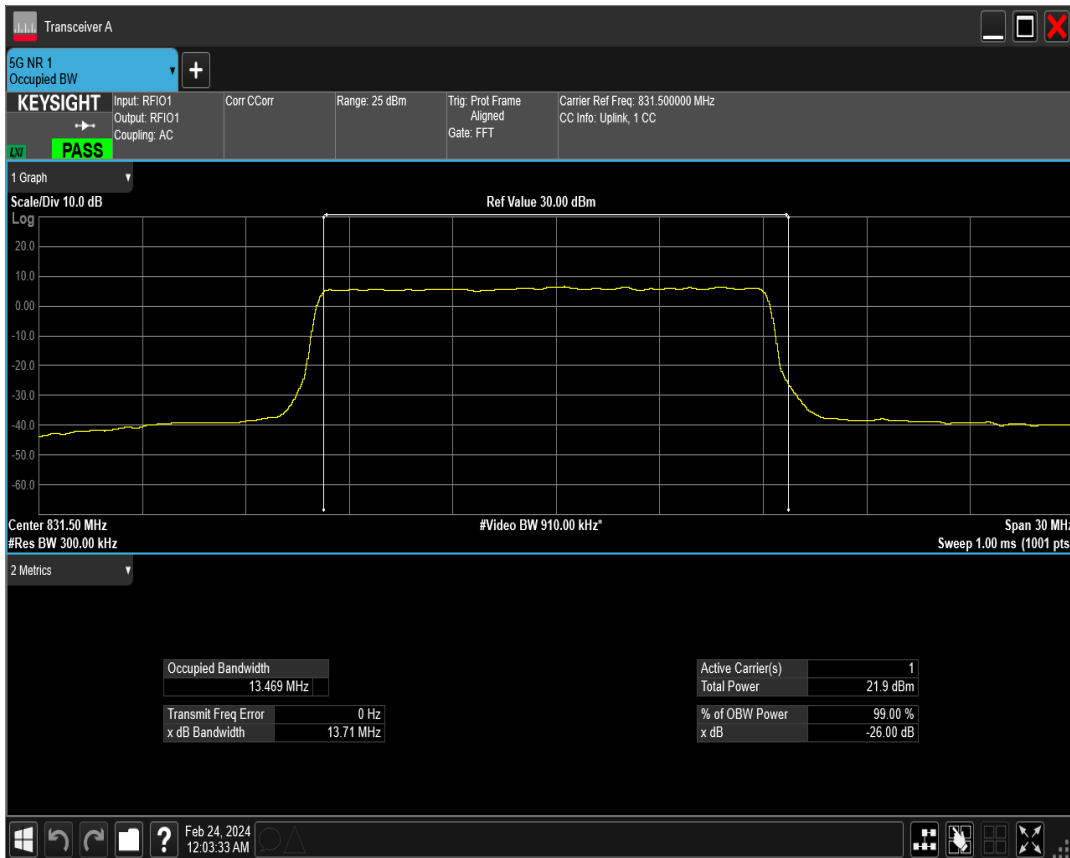 Transceiver A
5G NR 1
Occupied BW
KEYSIGHT
LXI
PASS
Input: RFIO1
Output: RFIO1
Coupling: AC
Corr CCorr
Range: 25 dBm
Trig: Prot Frame
Aligned
Gate: FFT
Carrier Ref Freq: 831.500000 MHz
CC Info: Uplink, 1 CC
1 Graph
Scale/Div 10.0 dB
Ref Value 30.00 dBm
Log
20.0
10.0
0.00
-10.0
-20.0
-30.0
-40.0
-50.0
-60.0
Center 831.50 MHz
#Video BW 910.00 kHz*
Span 30 MHz
#Res BW 300.00 kHz
Sweep 1.00 ms (1001 pts
2 Metrics
Occupied Bandwidth
13.469 MHz
Transmit Freq Error 0 Hz
x dB Bandwidth 13.71 MHz
Active Carrier(s) 1
Total Power 21.9 dBm
% of OBW Power 99.00 %
x dB -26.00 dB
?
Feb 24, 2024
12:03:33 AM